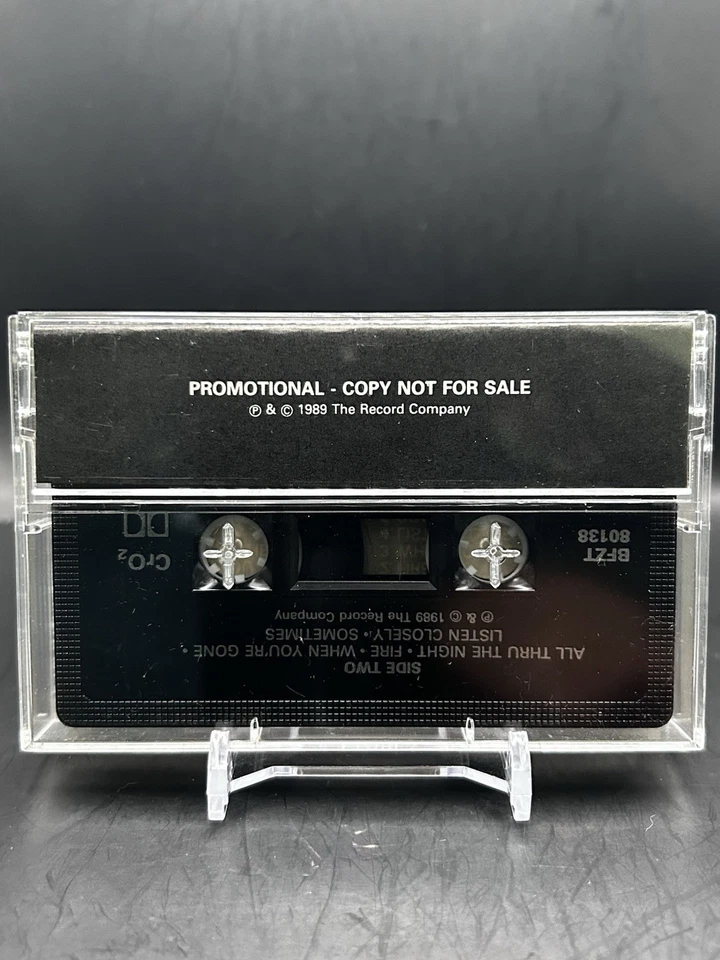 PROMOTIONAL - COPY NOT FOR SALE
℗ & © 1989 The Record Company
SIDE TWO
ALL THRU THE NIGHT • FIRE • WHEN YOU'RE GONE •
LISTEN CLOSELY • SOMETIMES
℗ & © 1989 The Record Company
BFZT
80138
CrO2